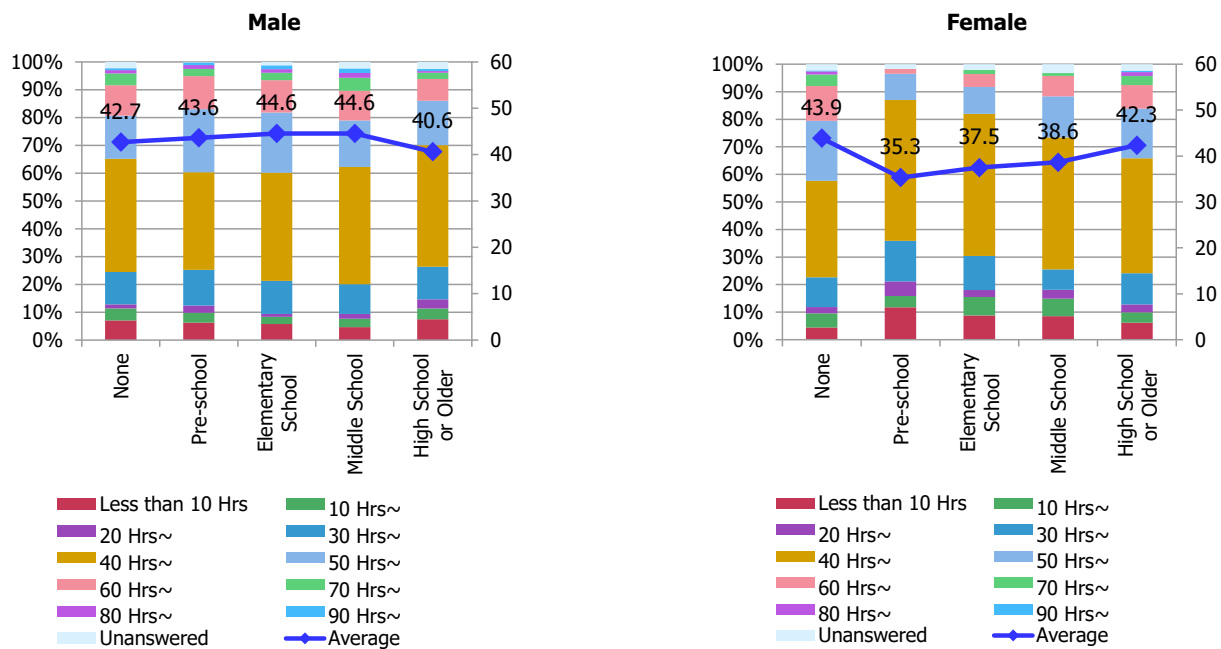 Male
100%
90%
80%
70%
60%
50%
40%
30%
20%
10%
0%
60
50
40
30
20
10
0
42.7
43.6
44.6
44.6
40.6
None
Pre-school
Elementary
School
Middle School
High School
or Older
Less than 10 Hrs
10 Hrs~
20 Hrs~
30 Hrs~
40 Hrs~
50 Hrs~
60 Hrs~
70 Hrs~
80 Hrs~
90 Hrs~
Unanswered
Average
Female
100%
90%
80%
70%
60%
50%
40%
30%
20%
10%
0%
60
50
40
30
20
10
0
43.9
35.3
37.5
38.6
42.3
None
Pre-school
Elementary
School
Middle School
High School
or Older
Less than 10 Hrs
10 Hrs~
20 Hrs~
30 Hrs~
40 Hrs~
50 Hrs~
60 Hrs~
70 Hrs~
80 Hrs~
90 Hrs~
Unanswered
Average